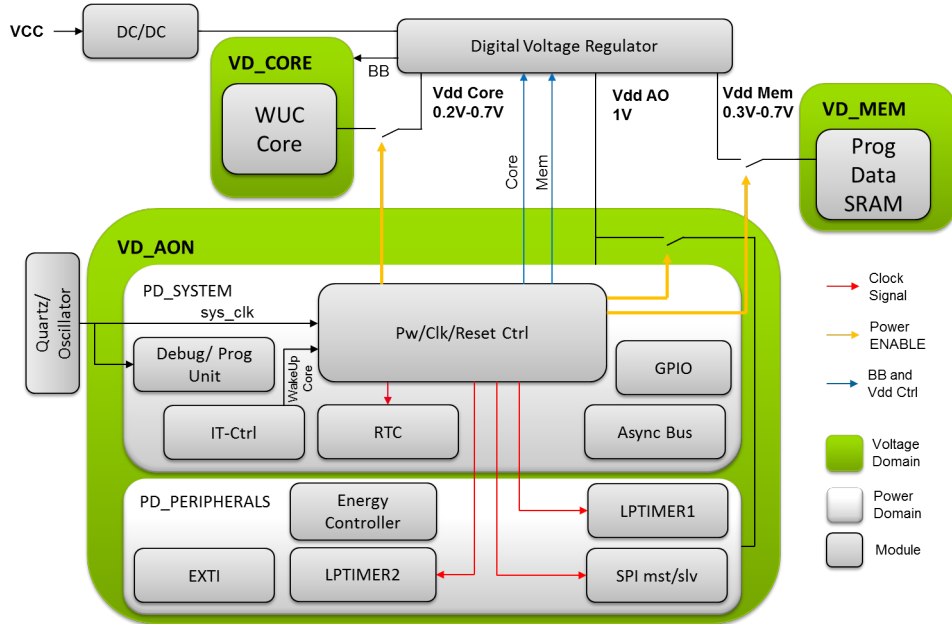 VCC
DC/DC
Digital Voltage Regulator
VD_CORE
BB
WUC
Core
Vdd Core
0.2V-0.7V
Core
Mem
Vdd AO
1V
Vdd Mem
0.3V-0.7V
VD_MEM
Prog
Data
SRAM
VD_AON
Quartz/
Oscillator
PD_SYSTEM
sys_clk
Pw/Clk/Reset Ctrl
Debug/ Prog
Unit
WakeUp
Core
GPIO
IT-Ctrl
RTC
Async Bus
PD_PERIPHERALS
Energy
Controller
LPTIMER1
EXTI
LPTIMER2
SPI mst/slv
Clock
Signal
Power
ENABLE
BB and
Vdd Ctrl
Voltage
Domain
Power
Domain
Module